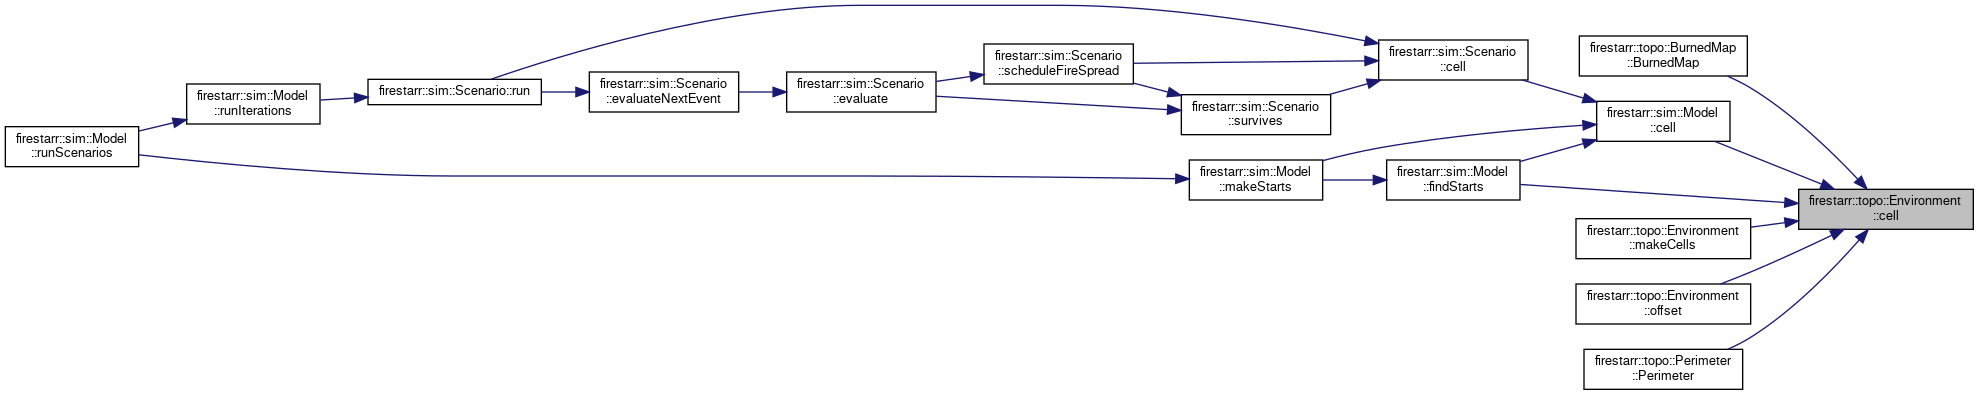 firestarr::sim::Model
::runScenarios
firestarr::sim::Model
::runIterations
firestarr::sim::Scenario::run
firestarr::sim::Scenario
::evaluateNextEvent
firestarr::sim::Scenario
::evaluate
firestarr::sim::Scenario
::scheduleFireSpread
firestarr::sim::Scenario
::survives
firestarr::sim::Scenario
::cell
firestarr::sim::Model
::makeStarts
firestarr::sim::Model
::findStarts
firestarr::topo::BurnedMap
::BurnedMap
firestarr::sim::Model
::cell
firestarr::topo::Environment
::makeCells
firestarr::topo::Environment
::offset
firestarr::topo::Perimeter
::Perimeter
firestarr::topo::Environment
::cell